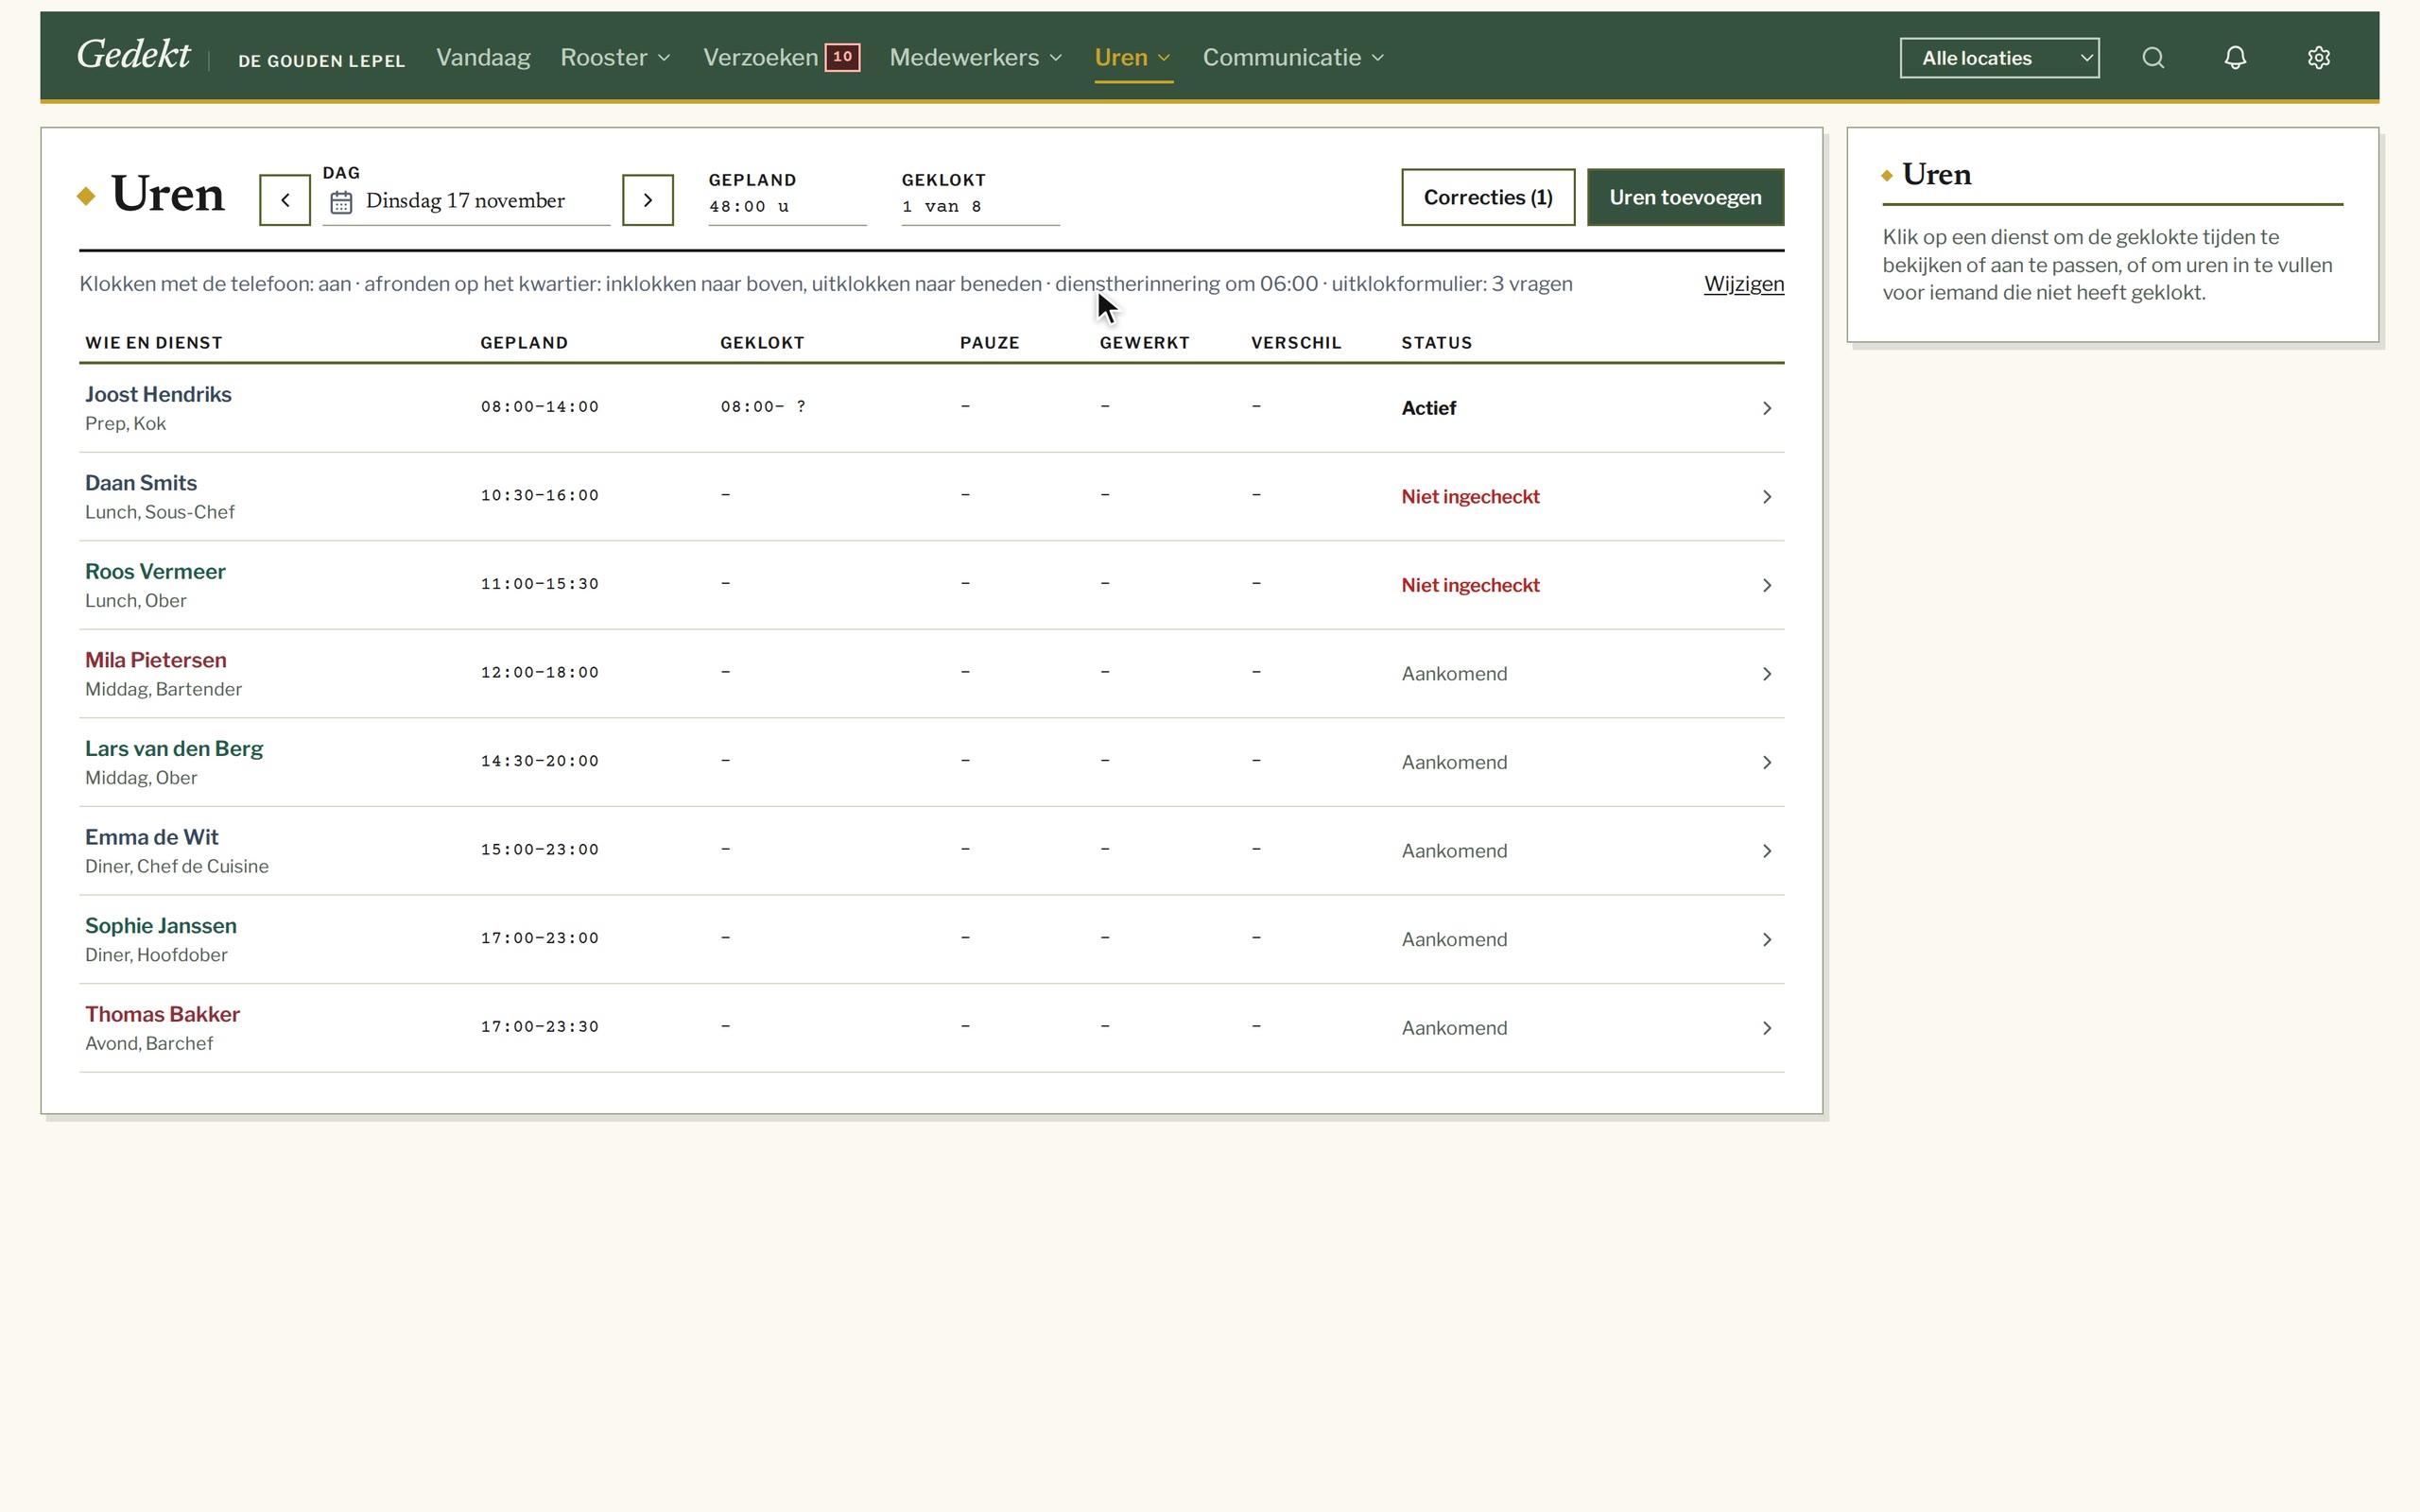 Gedekt DE GOUDEN LEPEL Vandaag Rooster Verzoeken 10 Medewerkers Uren Communicatie Alle locaties
Uren
DAG
Dinsdag 17 november
GEPLAND
48:00 u
GEKLOKT
1 van 8
Correcties (1) Uren toevoegen
Klokken met de telefoon: aan · afronden op het kwartier: inklokken naar boven, uitklokken naar beneden · dienstherinnering om 06:00 · uitklokformulier: 3 vragen Wijzigen
WIE EN DIENST GEPLAND GEKLOKT PAUZE GEWERKT VERSCHIL STATUS
Joost Hendriks
Prep, Kok
08:00–14:00 08:00– ? – – – Actief
Daan Smits
Lunch, Sous-Chef
10:30–16:00 – – – – Niet ingecheckt
Roos Vermeer
Lunch, Ober
11:00–15:30 – – – – Niet ingecheckt
Mila Pietersen
Middag, Bartender
12:00–18:00 – – – – Aankomend
Lars van den Berg
Middag, Ober
14:30–20:00 – – – – Aankomend
Emma de Wit
Diner, Chef de Cuisine
15:00–23:00 – – – – Aankomend
Sophie Janssen
Diner, Hoofdober
17:00–23:00 – – – – Aankomend
Thomas Bakker
Avond, Barchef
17:00–23:30 – – – – Aankomend
Uren
Klik op een dienst om de geklokte tijden te
bekijken of aan te passen, of om uren in te vullen
voor iemand die niet heeft geklokt.